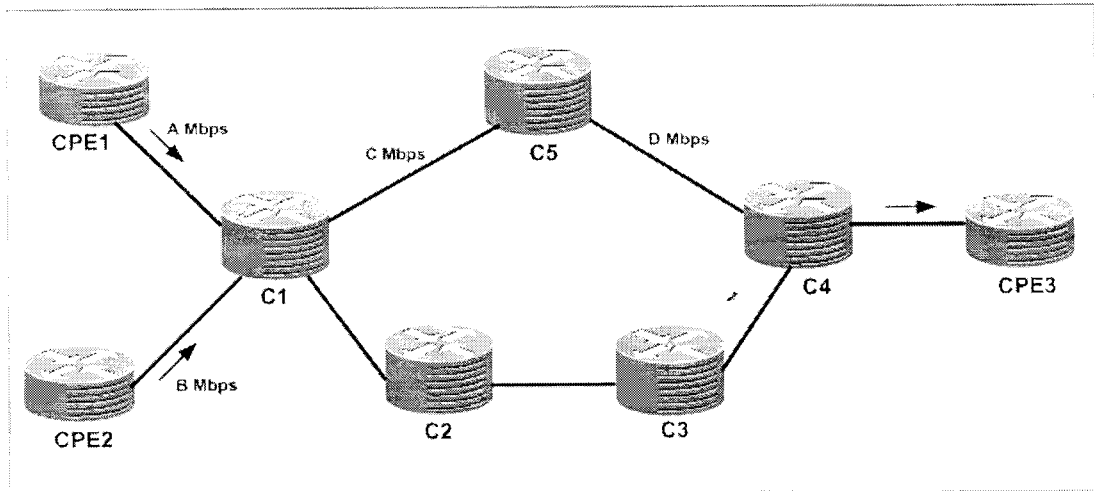 CPE1
A Mbps
C Mbps
C5
D Mbps
C1
C4
CPE3
B Mbps
CPE2
C2
C3